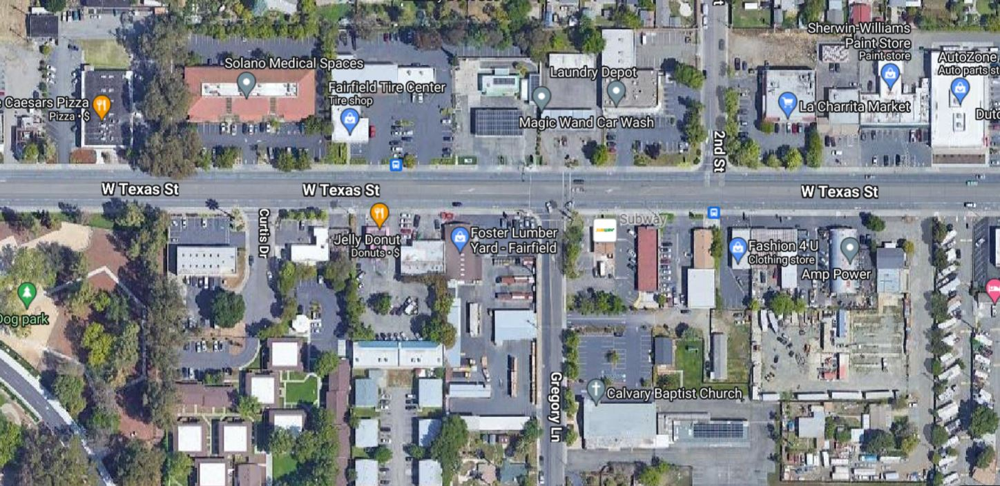 Sherwin-Williams
Paint Store
Paint store
AutoZone
Auto parts st
Solano Medical Spaces
Laundry Depot
Fairfield Tire Center
Tire shop
e Caesars Pizza
Pizza · $
La Charrita Market
Dutc
Magic Wand Car Wash
2nd St
W Texas St
W Texas St
W Texas St
Curtis Dr
Subway
SUBWAY
Jelly Donut
Donuts · $
Foster Lumber
Yard - Fairfield
Fashion 4 U
Clothing store
Amp Power
Dog park
Gregory Ln
Calvary Baptist Church